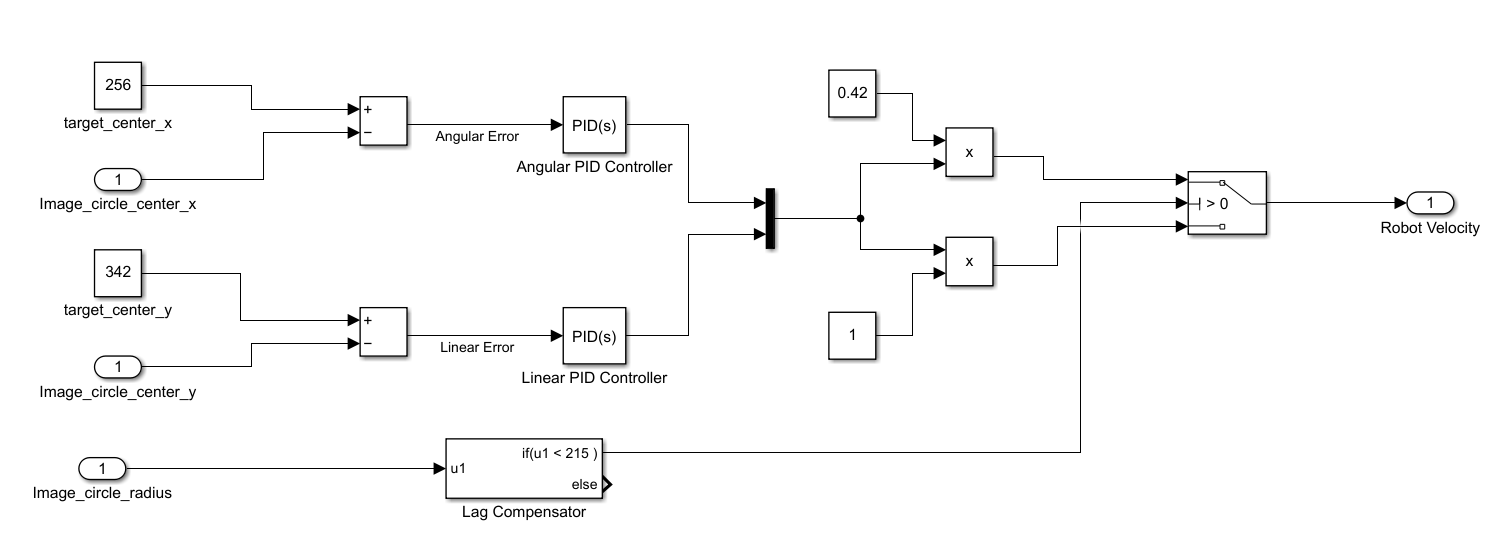 256
target_center_x
1
Image_circle_center_x
+
−
Angular Error
PID(s)
Angular PID Controller
342
target_center_y
1
Image_circle_center_y
+
−
Linear Error
PID(s)
Linear PID Controller
1
Image_circle_radius
u1
if(u1 < 215 )
else
Lag Compensator
0.42
x
x
1
> 0
1
Robot Velocity